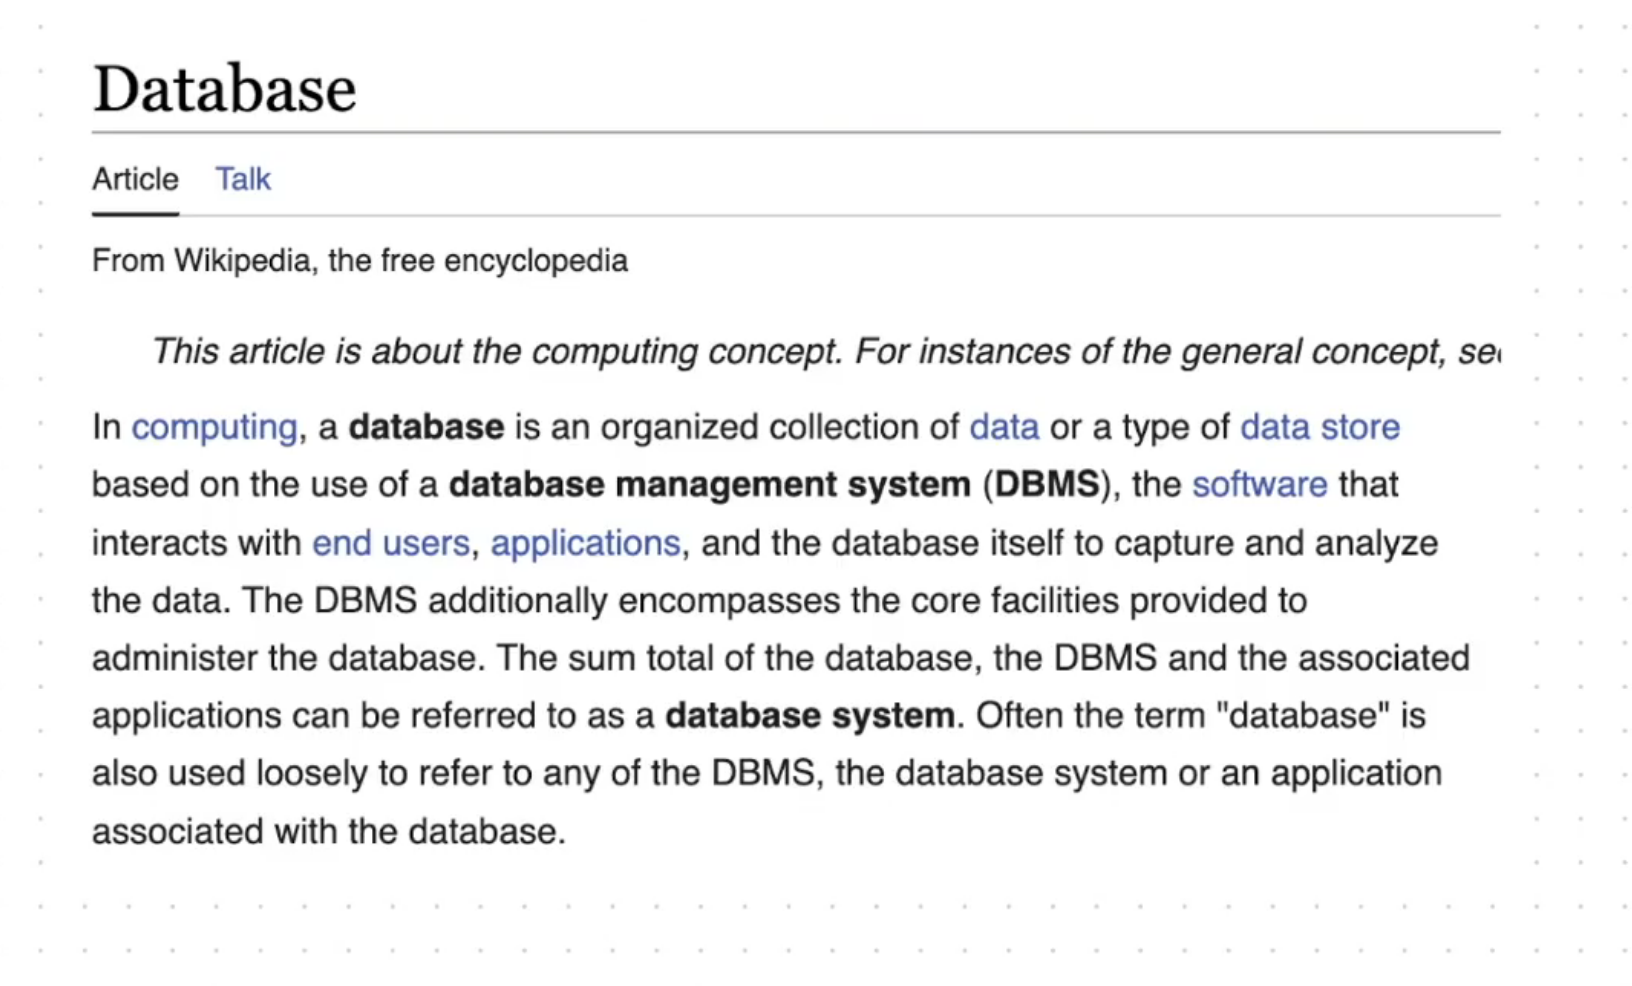 Database
Article Talk
From Wikipedia, the free encyclopedia
This article is about the computing concept. For instances of the general concept,
In computing, a database is an organized collection of data or a type of data store
based on the use of a database management system (DBMS), the software that
interacts with end users, applications, and the database itself to capture and analyze
the data. The DBMS additionally encompasses the core facilities provided to
administer the database. The sum total of the database, the DBMS and the associated
applications can be referred to as a database system. Often the term "database" is
also used loosely to refer to any of the DBMS, the database system or an application
associated with the database.